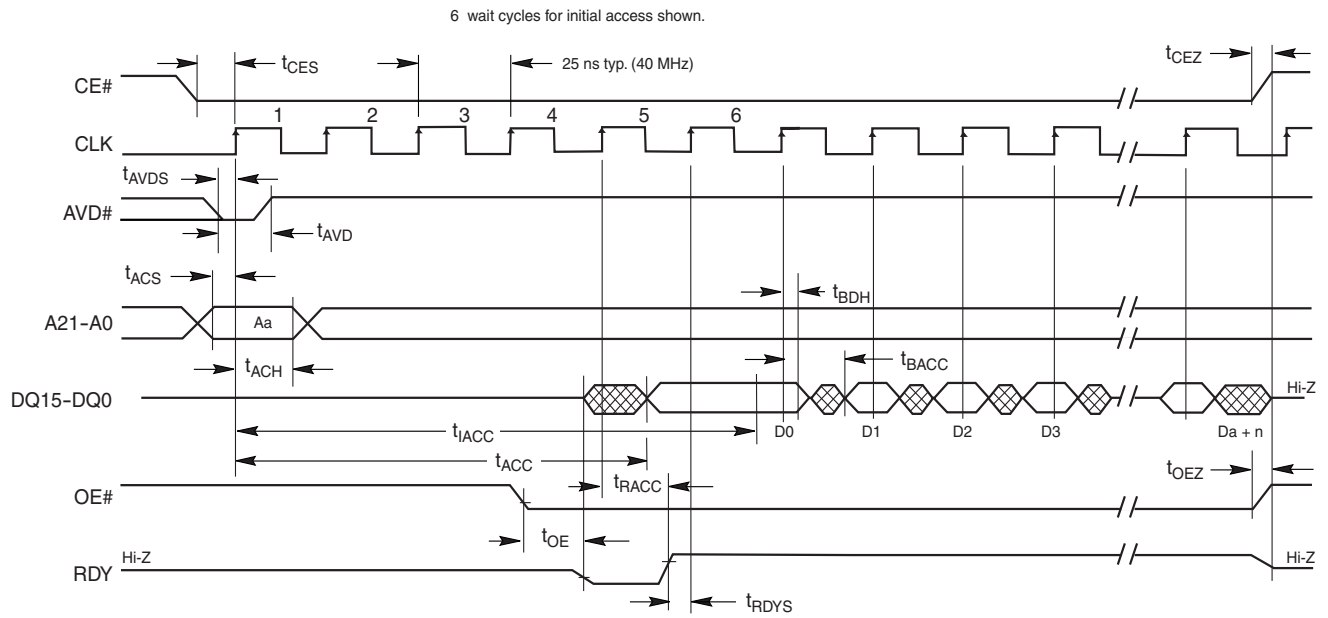 6 wait cycles for initial access shown.
tCES
25 ns typ. (40 MHz)
tCEZ
CE#
1 2 3 4 5 6
CLK
tAVDS
AVD#
tAVD
tACS
tBDH
A21-A0
Aa
tACH
tBACC
DQ15-DQ0
Hi-Z
D0 D1 D2 D3 Da + n
tIACC
tACC
tOEZ
tRACC
OE#
tOE
Hi-Z
Hi-Z
RDY
tRDYS